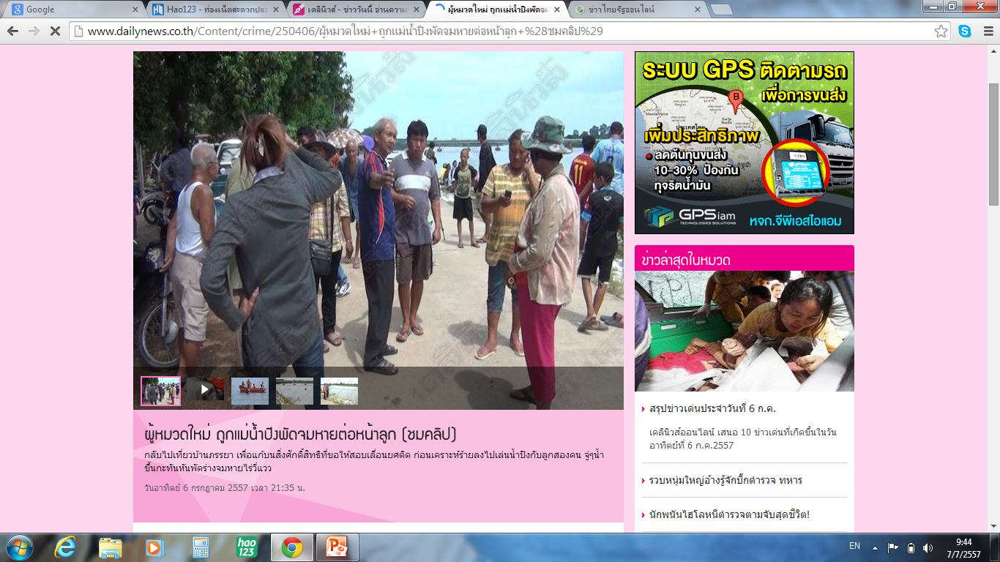 Google
Hao123 - ท่องเน็ตสะดวกปลอ
เดลินิวส์ - ข่าววันนี้ อ่านความ
ผู้หมวดใหม่ ถูกแม่น้ำปิงพัดจม
ข่าวไทยรัฐออนไลน์
www.dailynews.co.th/Content/crime/250406/ผู้หมวดใหม่+ถูกแม่น้ำปิงพัดจมหายต่อหน้าลูก+%28ชมคลิป%29
ระบบ GPS ติดตามรถ
เพื่อการขนส่ง
B
เพิ่มประสิทธิภาพ
• ลดต้นทุนขนส่ง
10-30% ป้องกัน
ทุจริตน้ำมัน
GPSiam
TECHNOLOGIES SOLUTIONS
หจก.จีพีเอสไอแอม
11
ข่าวล่าสุดในหมวด
สรุปข่าวเด่นประจำวันที่ 6 ก.ค.
เดลินิวส์ออนไลน์ เสนอ 10 ข่าวเด่นที่เกิดขึ้นในวัน
อาทิตย์ที่ 6 ก.ค.2557
รวบหนุ่มใหญ่อ้างรู้จักบิ๊กตำรวจ ทหาร
นักพนันไฮโลหนีตำรวจตามจับสุดชีวิต!
ผู้หมวดใหม่ ถูกแม่น้ำปิงพัดจมหายต่อหน้าลูก (ชมคลิป)
กลับไปเที่ยวบ้านภรรยา เพื่อแก้บนสิ่งศักดิ์สิทธิ์ที่ขอให้สอบเลื่อนยศติด ก่อนเคราะห์ร้ายลงไปเล่นน้ำปิงกับลูกสองคน จู่ๆน้ำ
ขึ้นกะทันหันพัดร่างจมหายไร้วี่แวว
วันอาทิตย์ 6 กรกฎาคม 2557 เวลา 21:35 น.
hao
123
EN
9:44
7/7/2557